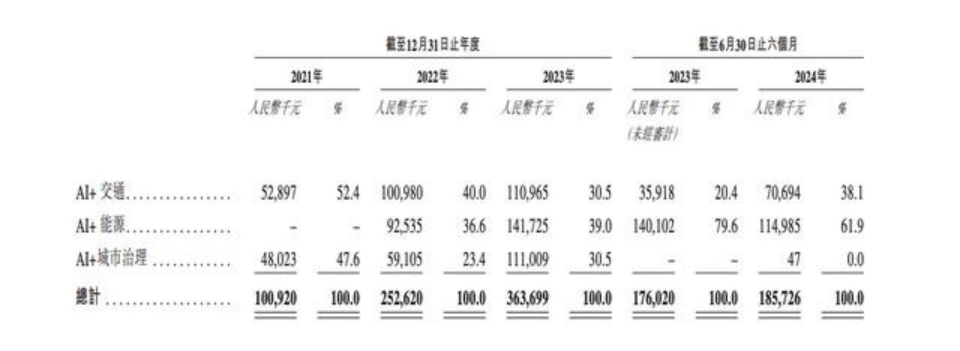 截至12月31日止年度 截至6月30日止六個月
2021年 2022年 2023年 2023年 2024年
人民幣千元 % 人民幣千元 % 人民幣千元 % 人民幣千元 % 人民幣千元 %
(未經審計)
AI+ 交通................ 52,897 52.4 100,980 40.0 110,965 30.5 35,918 20.4 70,694 38.1
AI+ 能源................ – – 92,535 36.6 141,725 39.0 140,102 79.6 114,985 61.9
AI+城市治理 ............ 48,023 47.6 59,105 23.4 111,009 30.5 – – 47 0.0
總計 ................... 100,920 100.0 252,620 100.0 363,699 100.0 176,020 100.0 185,726 100.0